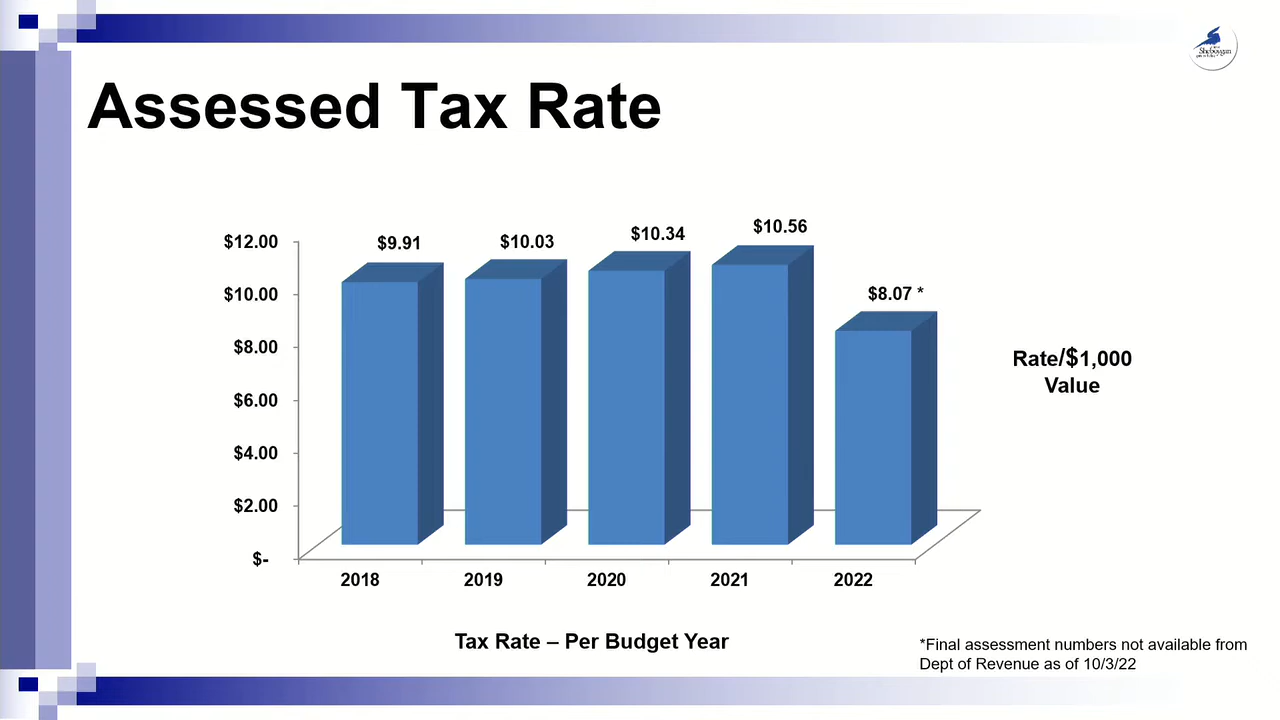 Sheboygan
Assessed Tax Rate
$12.00
$10.00
$8.00
$6.00
$4.00
$2.00
$-
$9.91
$10.03
$10.34
$10.56
$8.07 *
2018
2019
2020
2021
2022
Rate/$1,000
Value
Tax Rate – Per Budget Year
*Final assessment numbers not available from
Dept of Revenue as of 10/3/22